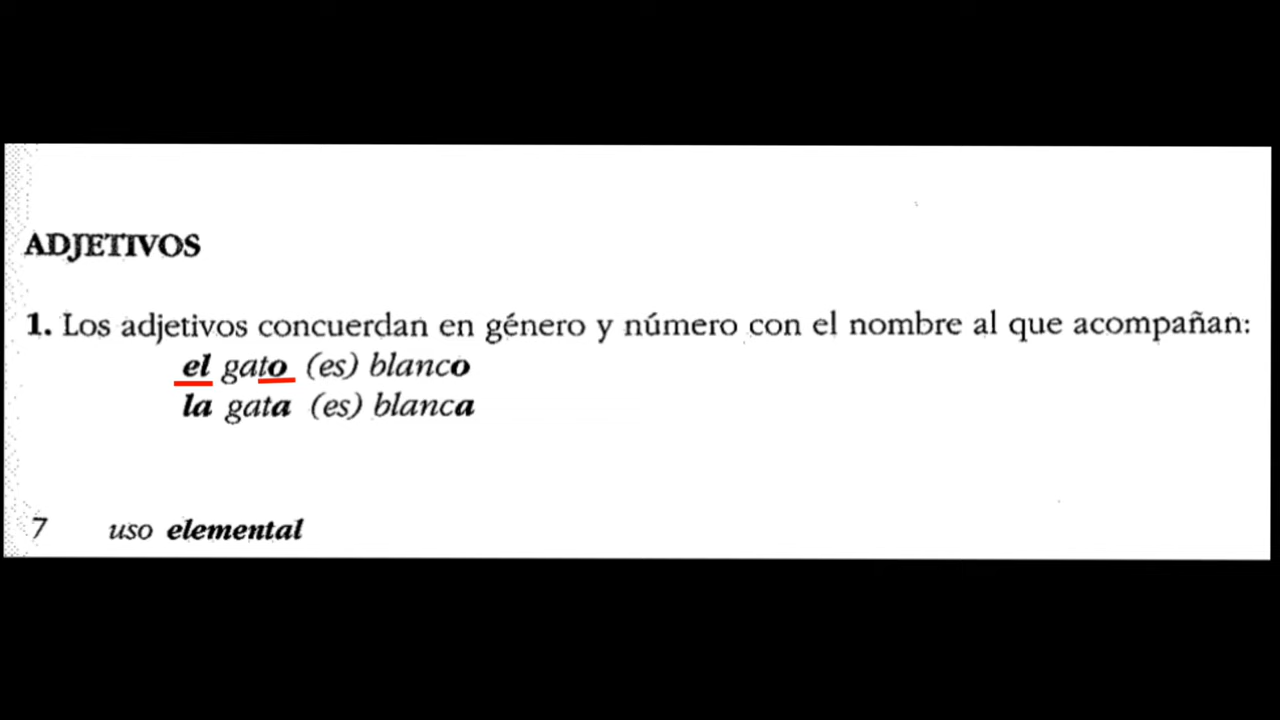 ADJETIVOS
1. Los adjetivos concuerdan en género y número con el nombre al que acompañan:
el gato (es) blanco
la gata (es) blanca
7 uso elemental